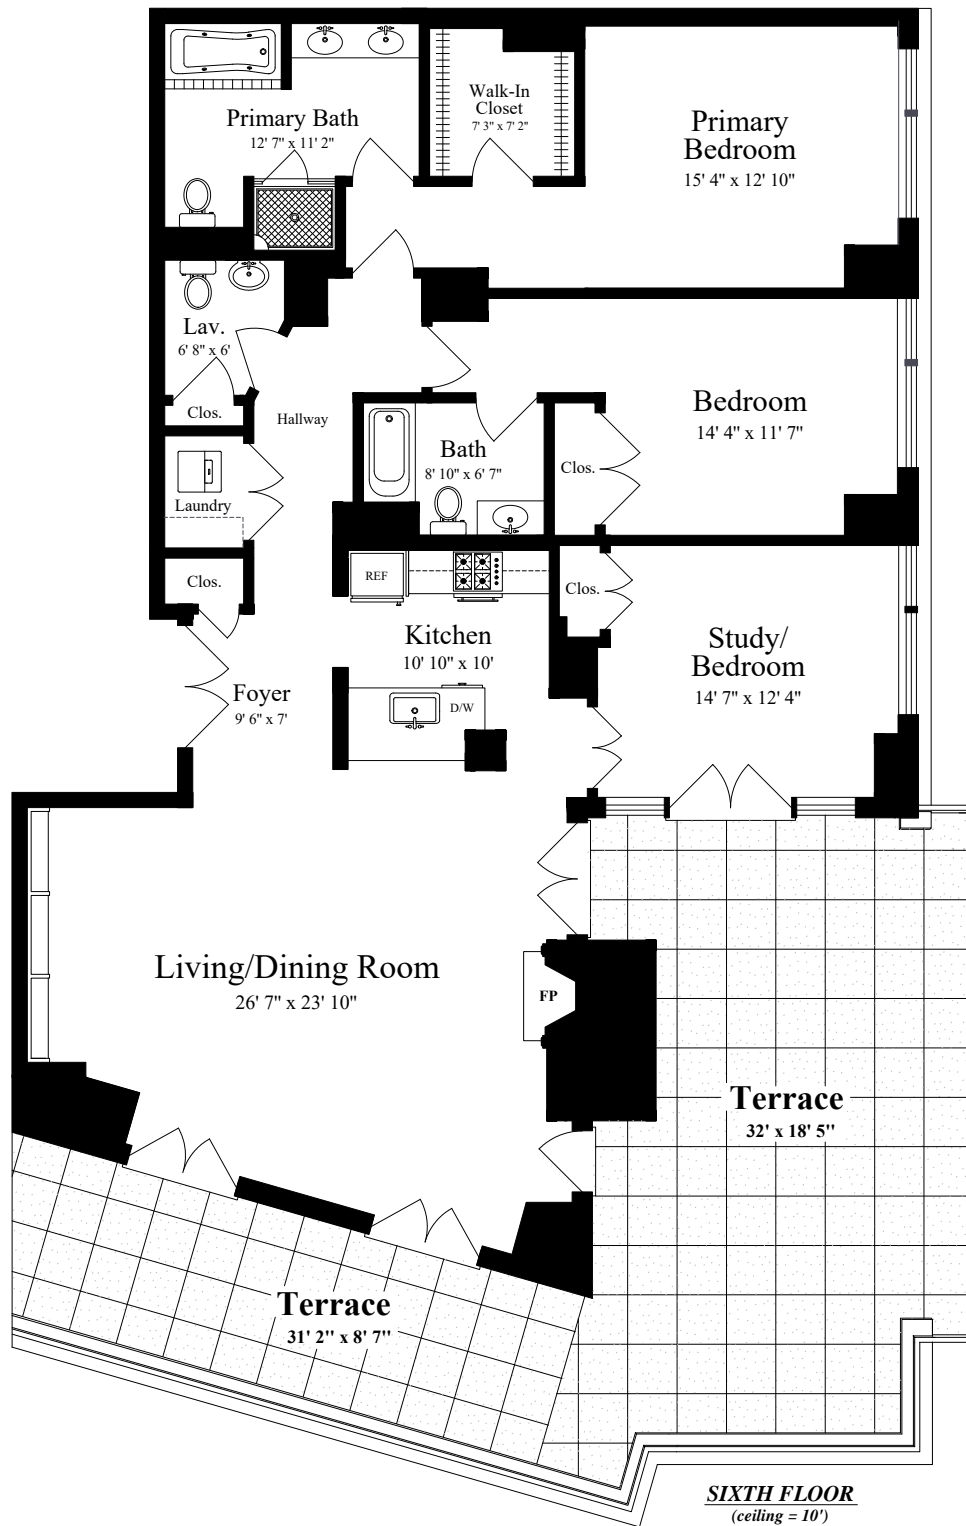 Walk-In
Closet
7' 3" x 7' 2"
Primary Bath
12' 7" x 11' 2"
Primary
Bedroom
15' 4" x 12' 10"
Lav.
6' 8" x 6'
Clos.
Hallway
Bedroom
14' 4" x 11' 7"
Bath
8' 10" x 6' 7"
Clos.
Laundry
Clos.
REF
Clos.
Kitchen
10' 10" x 10'
Study/
Bedroom
14' 7" x 12' 4"
Foyer
9' 6" x 7'
D/W
Living/Dining Room
26' 7" x 23' 10"
FP
Terrace
32' x 18' 5"
Terrace
31' 2" x 8' 7"
SIXTH FLOOR
(ceiling = 10')